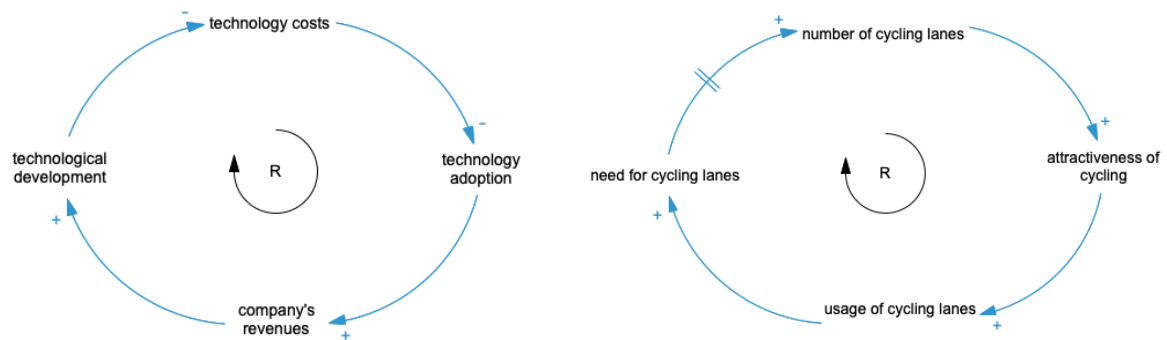 -
technology costs
-
technology
adoption
+
company's
revenues
+
technological
development
R
+
number of cycling lanes
+
attractiveness of
cycling
+
usage of cycling lanes
+
need for cycling lanes
R